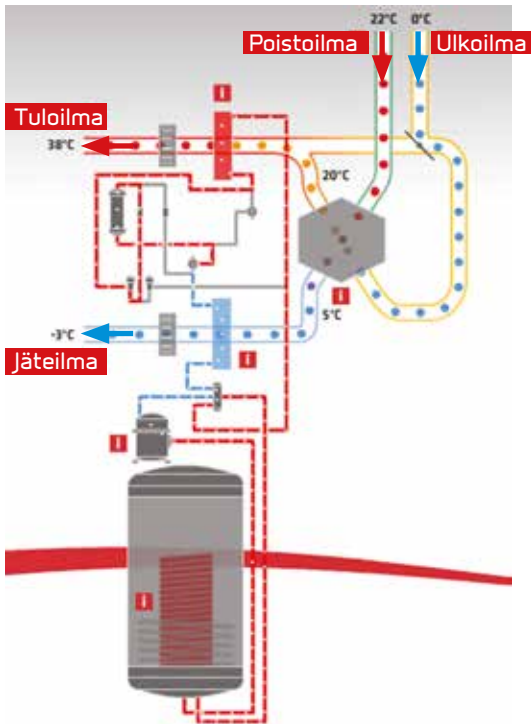 22°C 0°C
Poistoilma Ulkoilma
i
Tuloilma
38°C
20°C
i
5°C
-3°C
i
Jäteilma
i
i